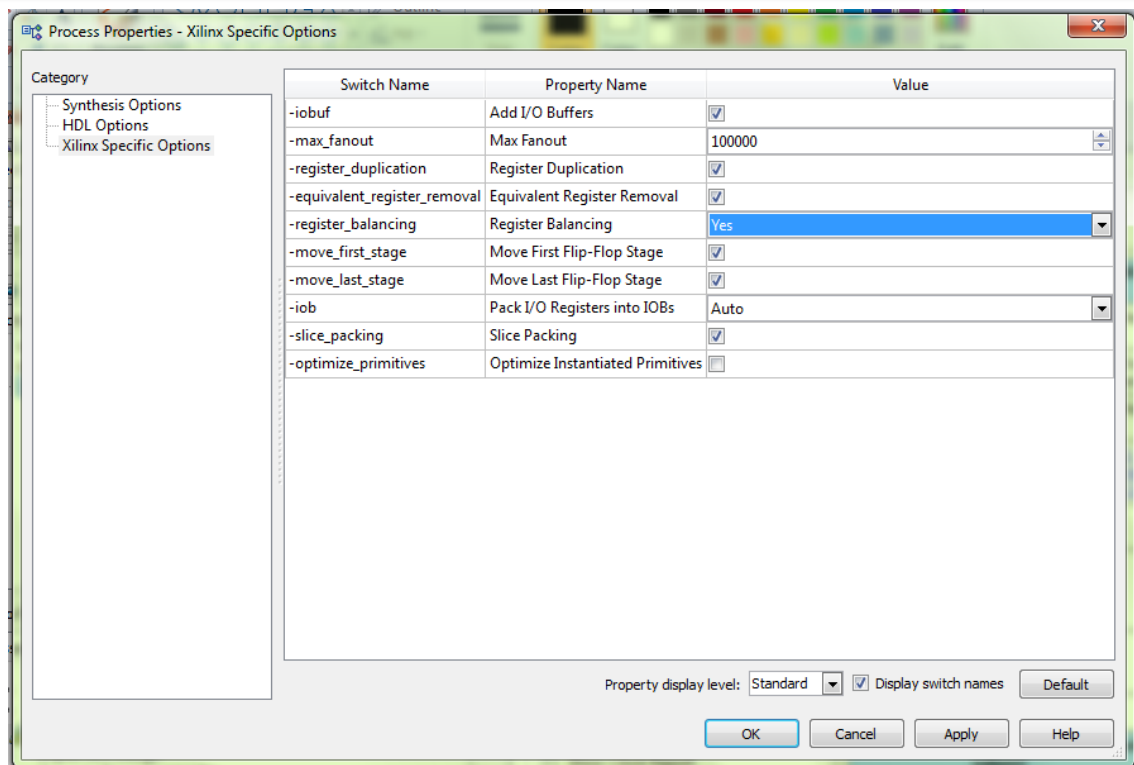 Process Properties - Xilinx Specific Options
Category
Synthesis Options
HDL Options
Xilinx Specific Options
Switch Name Property Name Value
-iobuf Add I/O Buffers
-max_fanout Max Fanout 100000
-register_duplication Register Duplication
-equivalent_register_removal Equivalent Register Removal
-register_balancing Register Balancing Yes
-move_first_stage Move First Flip-Flop Stage
-move_last_stage Move Last Flip-Flop Stage
-iob Pack I/O Registers into IOBs Auto
-slice_packing Slice Packing
-optimize_primitives Optimize Instantiated Primitives
Property display level: Standard Display switch names Default
OK Cancel Apply Help